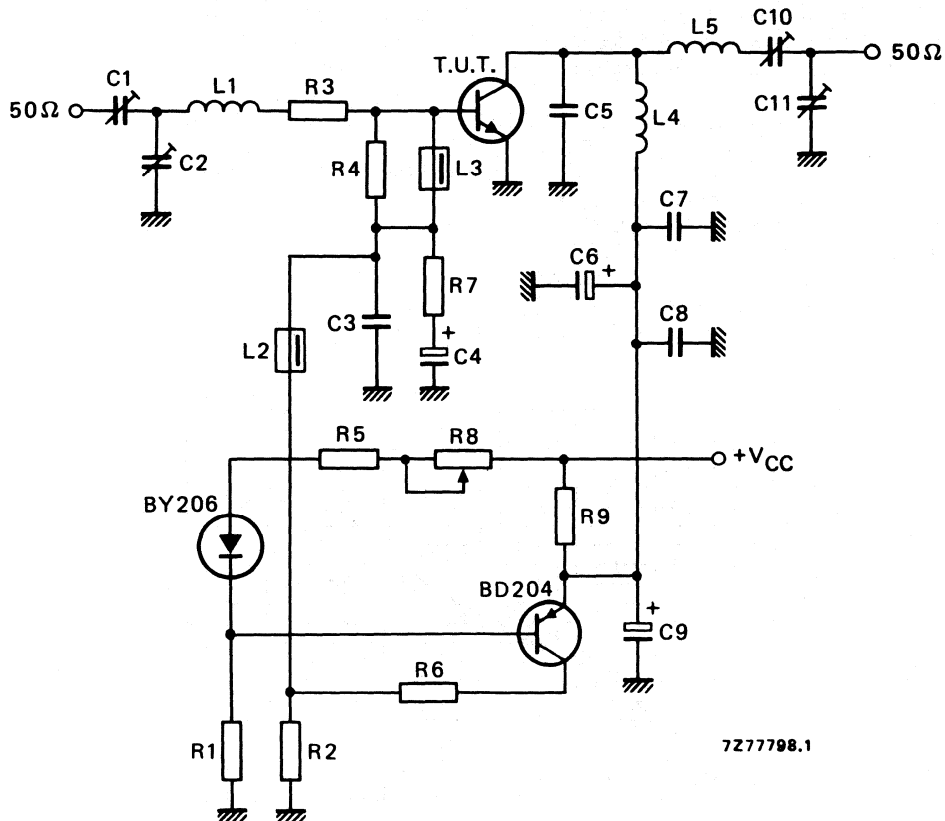 L5
C10
50Ω
C1
L1
R3
T.U.T.
50Ω
C5
L4
C11
C2
R4
L3
C7
C6
+
R7
C3
+
C4
C8
L2
R5
R8
+VCC
BY206
R9
BD204
+
C9
R6
R1
R2
7Z77798.1